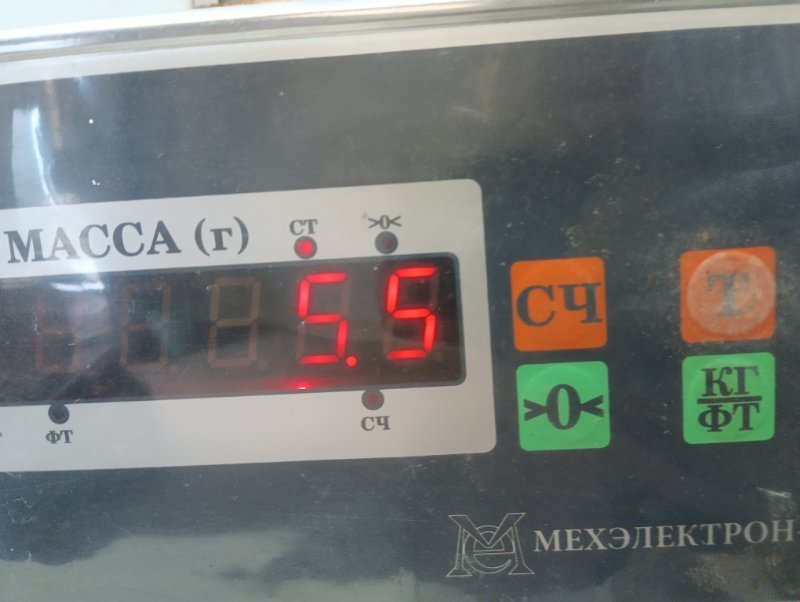 МАССА (г)
СТ
>0<
5.5
ФТ
СЧ
СЧ
Т
>0<
КГ
ФТ
МЕХЭЛЕКТРОН-